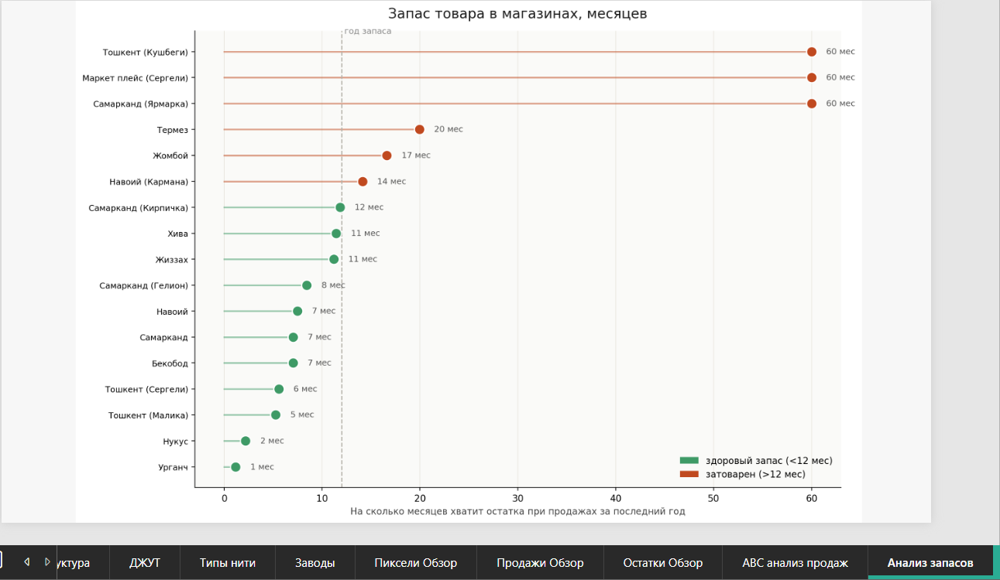 Запас товара в магазинах, месяцев
год запаса
Тошкент (Кушбеги) 60 мес
Маркет плейс (Сергели) 60 мес
Самарканд (Ярмарка) 60 мес
Термез 20 мес
Жомбой 17 мес
Навоий (Кармана) 14 мес
Самарканд (Кирпичка) 12 мес
Хива 11 мес
Жиззах 11 мес
Самарканд (Гелион) 8 мес
Навоий 7 мес
Самарканд 7 мес
Бекобод 7 мес
Тошкент (Сергели) 6 мес
Тошкент (Малика) 5 мес
Нукус 2 мес
Урганч 1 мес
здоровый запас (<12 мес)
затоварен (>12 мес)
0 10 20 30 40 50 60
На сколько месяцев хватит остатка при продажах за последний год
уктура ДЖУТ Типы нити Заводы Пиксели Обзор Продажи Обзор Остатки Обзор АВС анализ продаж Анализ запасов